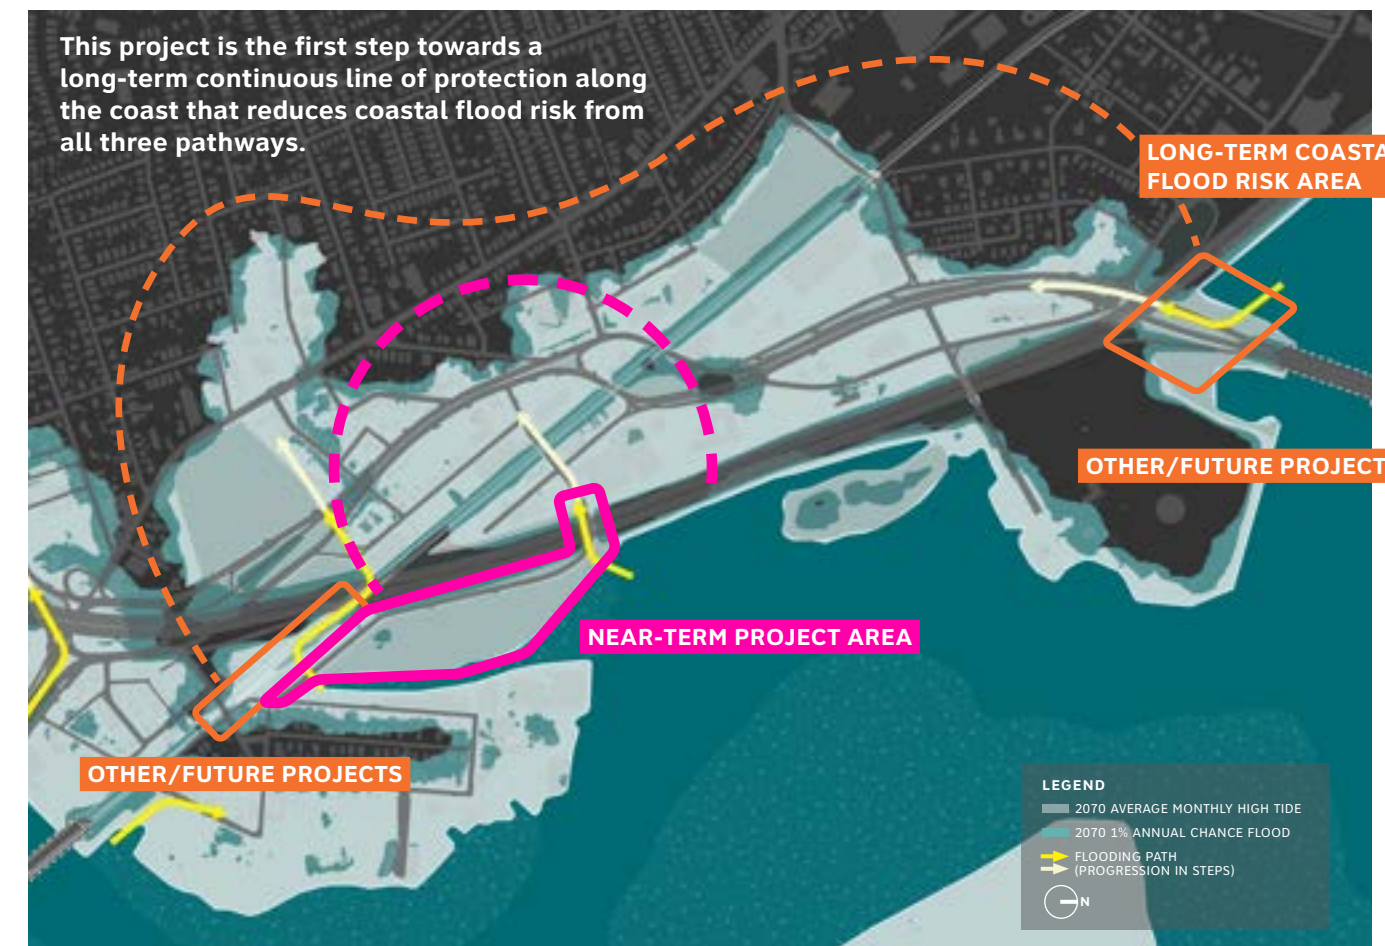 This project is the first step towards a
long-term continuous line of protection along
the coast that reduces coastal flood risk from
all three pathways.
LONG-TERM COASTA
FLOOD RISK AREA
OTHER/FUTURE PROJECT
NEAR-TERM PROJECT AREA
OTHER/FUTURE PROJECTS
LEGEND
2070 AVERAGE MONTHLY HIGH TIDE
2070 1% ANNUAL CHANCE FLOOD
FLOODING PATH
(PROGRESSION IN STEPS)
N